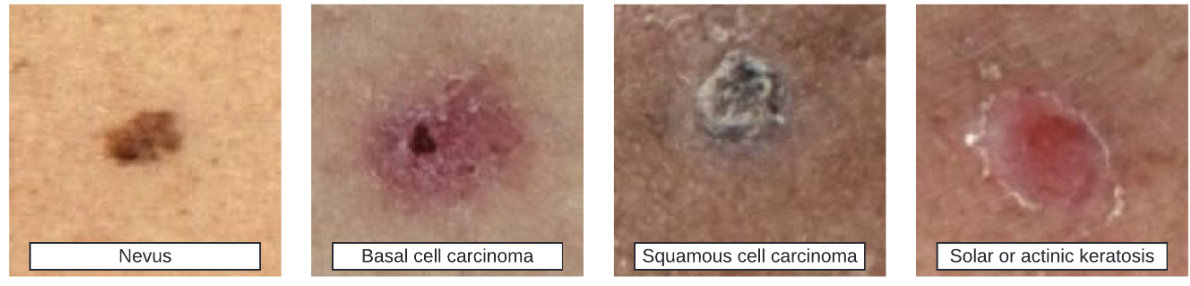 Nevus
Basal cell carcinoma
Squamous cell carcinoma
Solar or actinic keratosis